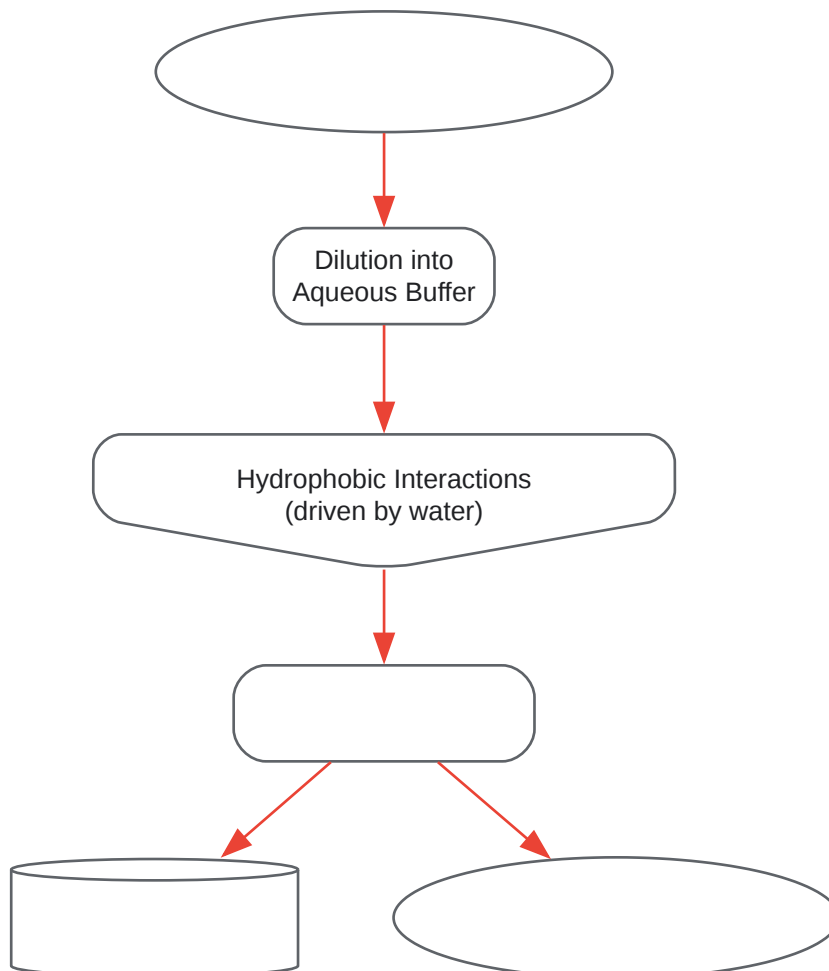 Dilution into
Aqueous Buffer
Hydrophobic Interactions
(driven by water)